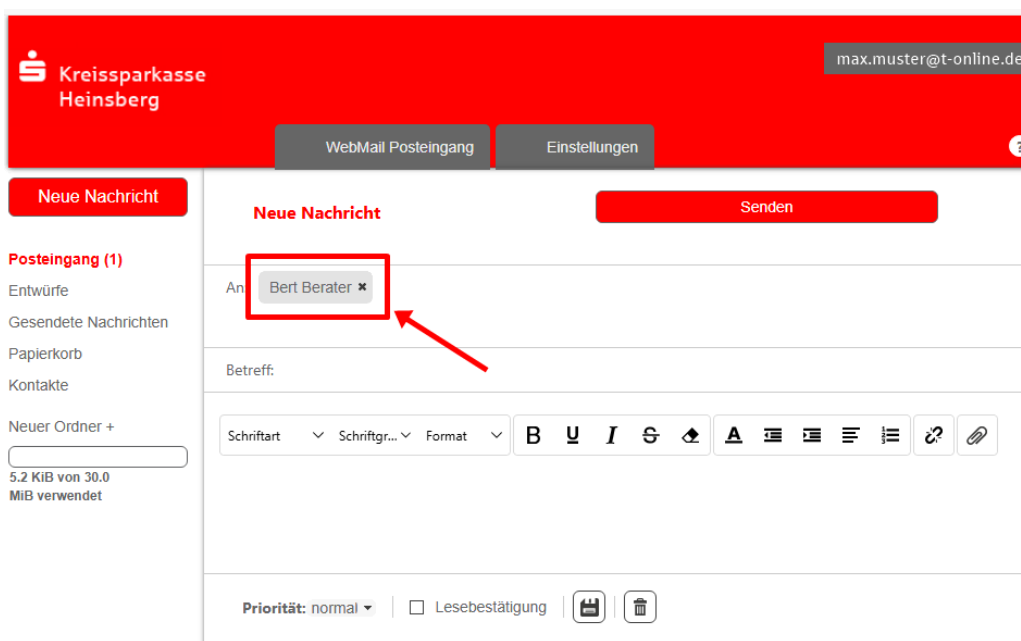 max.muster@t-online.de
Kreissparkasse
Heinsberg
WebMail Posteingang
Einstellungen
?
Neue Nachricht
Neue Nachricht
Senden
Posteingang (1)
An
Bert Berater ×
Entwürfe
Gesendete Nachrichten
Papierkorb
Betreff:
Kontakte
Neuer Ordner +
Schriftart Schriftgr... Format B U I S A
5.2 KiB von 30.0
MiB verwendet
Priorität: normal Lesebestätigung